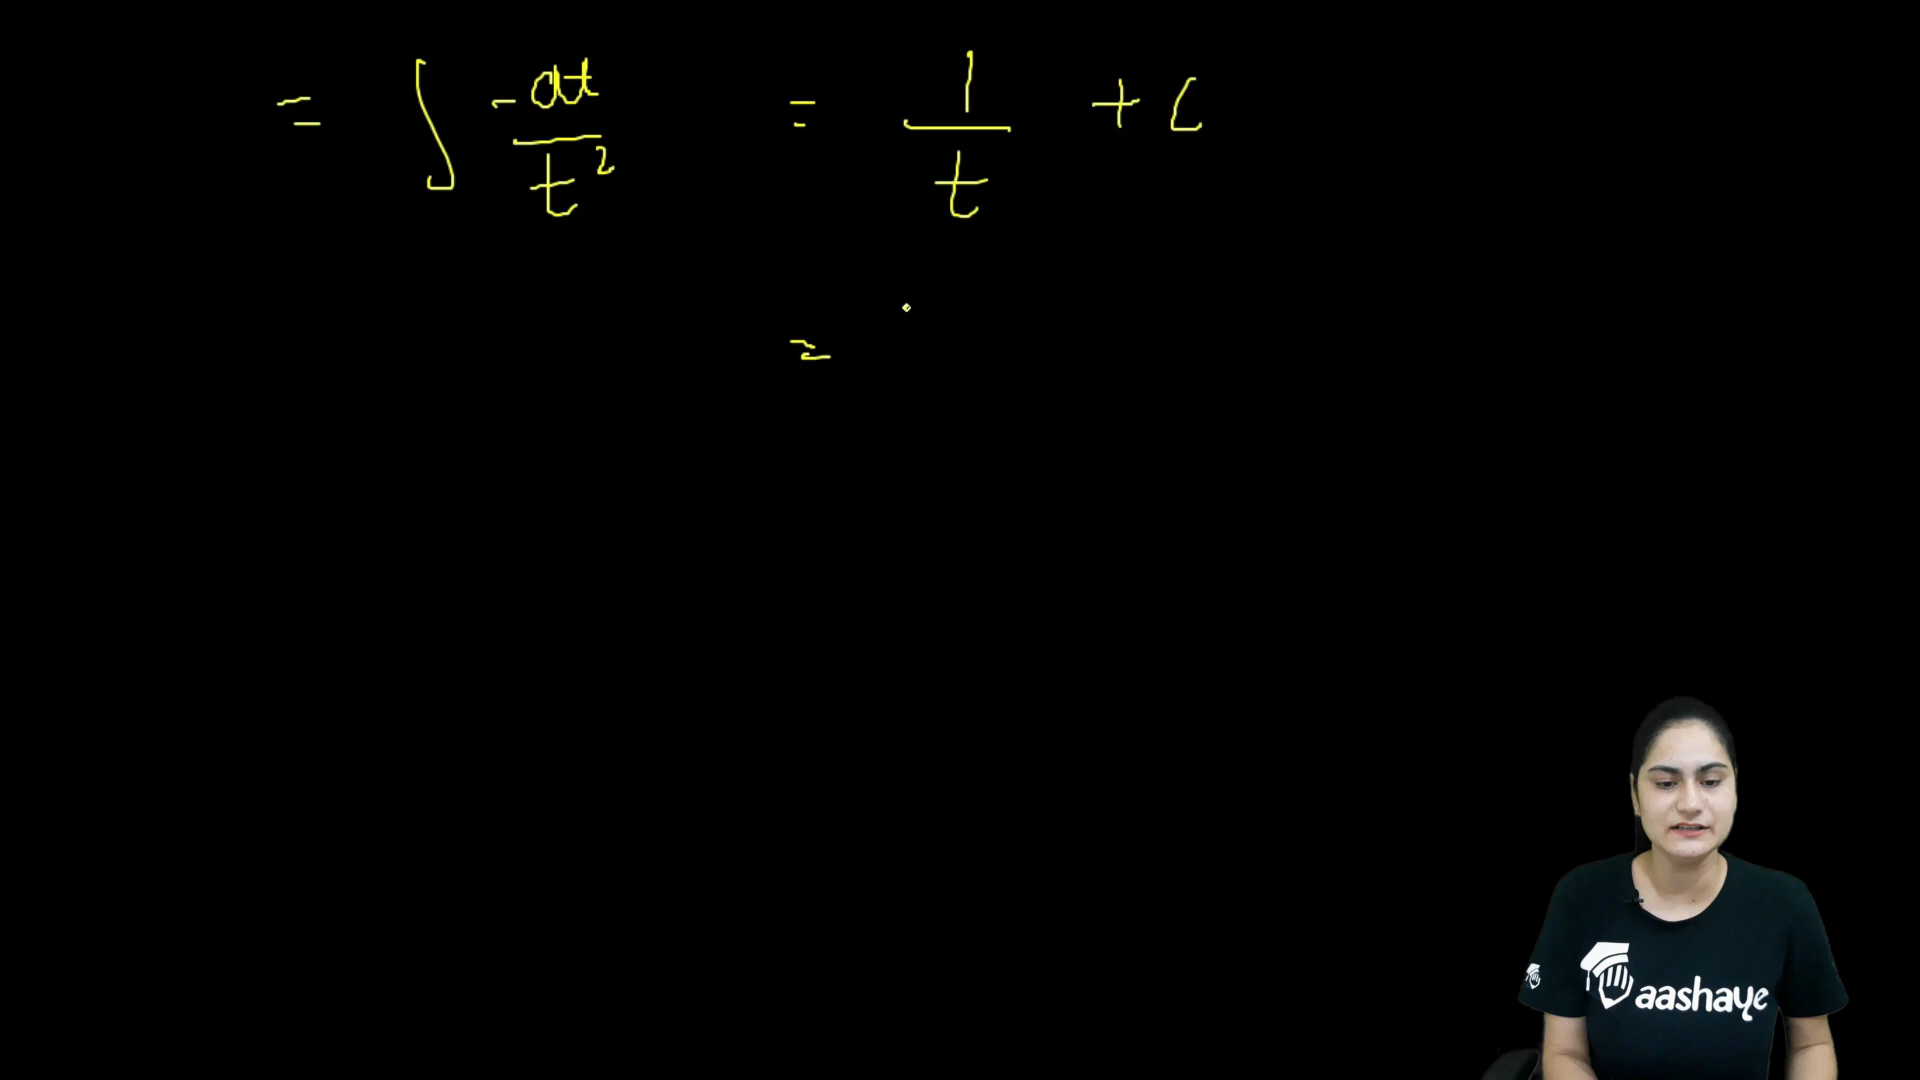 = ∫ -dt/t² = 1/t + C
=
aashaye